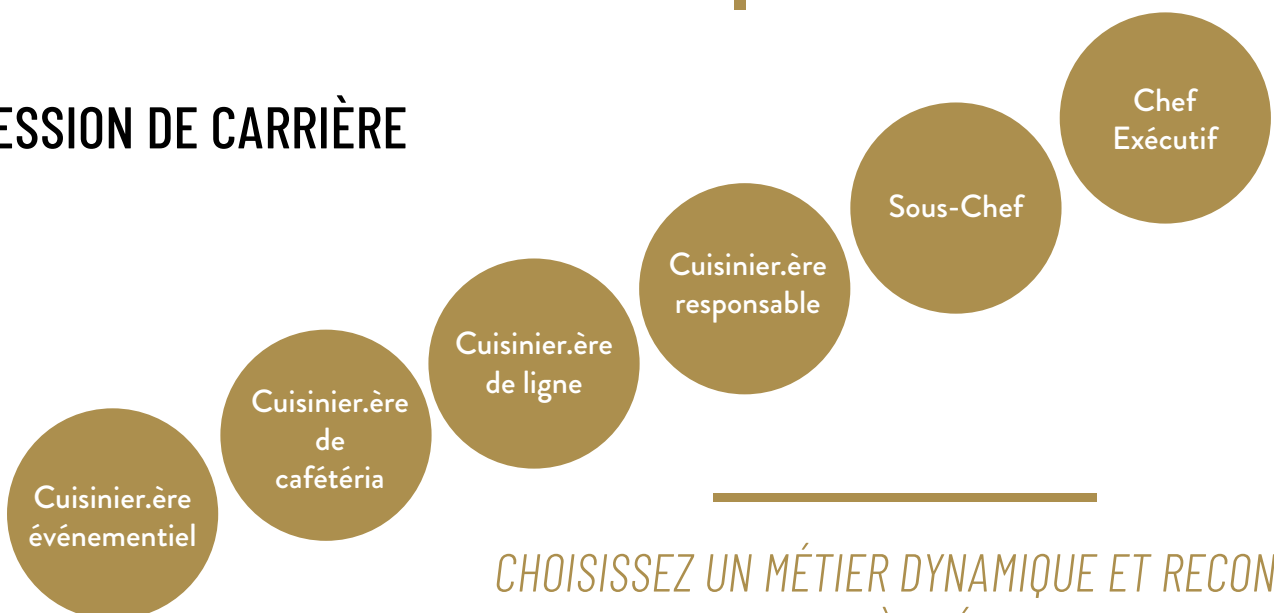 ESSION DE CARRIÈRE
Chef
Exécutif
Sous-Chef
Cuisinier.ère
responsable
Cuisinier.ère
de ligne
Cuisinier.ère
de
cafétéria
Cuisinier.ère
événementiel
CHOISISSEZ UN MÉTIER DYNAMIQUE ET RECON